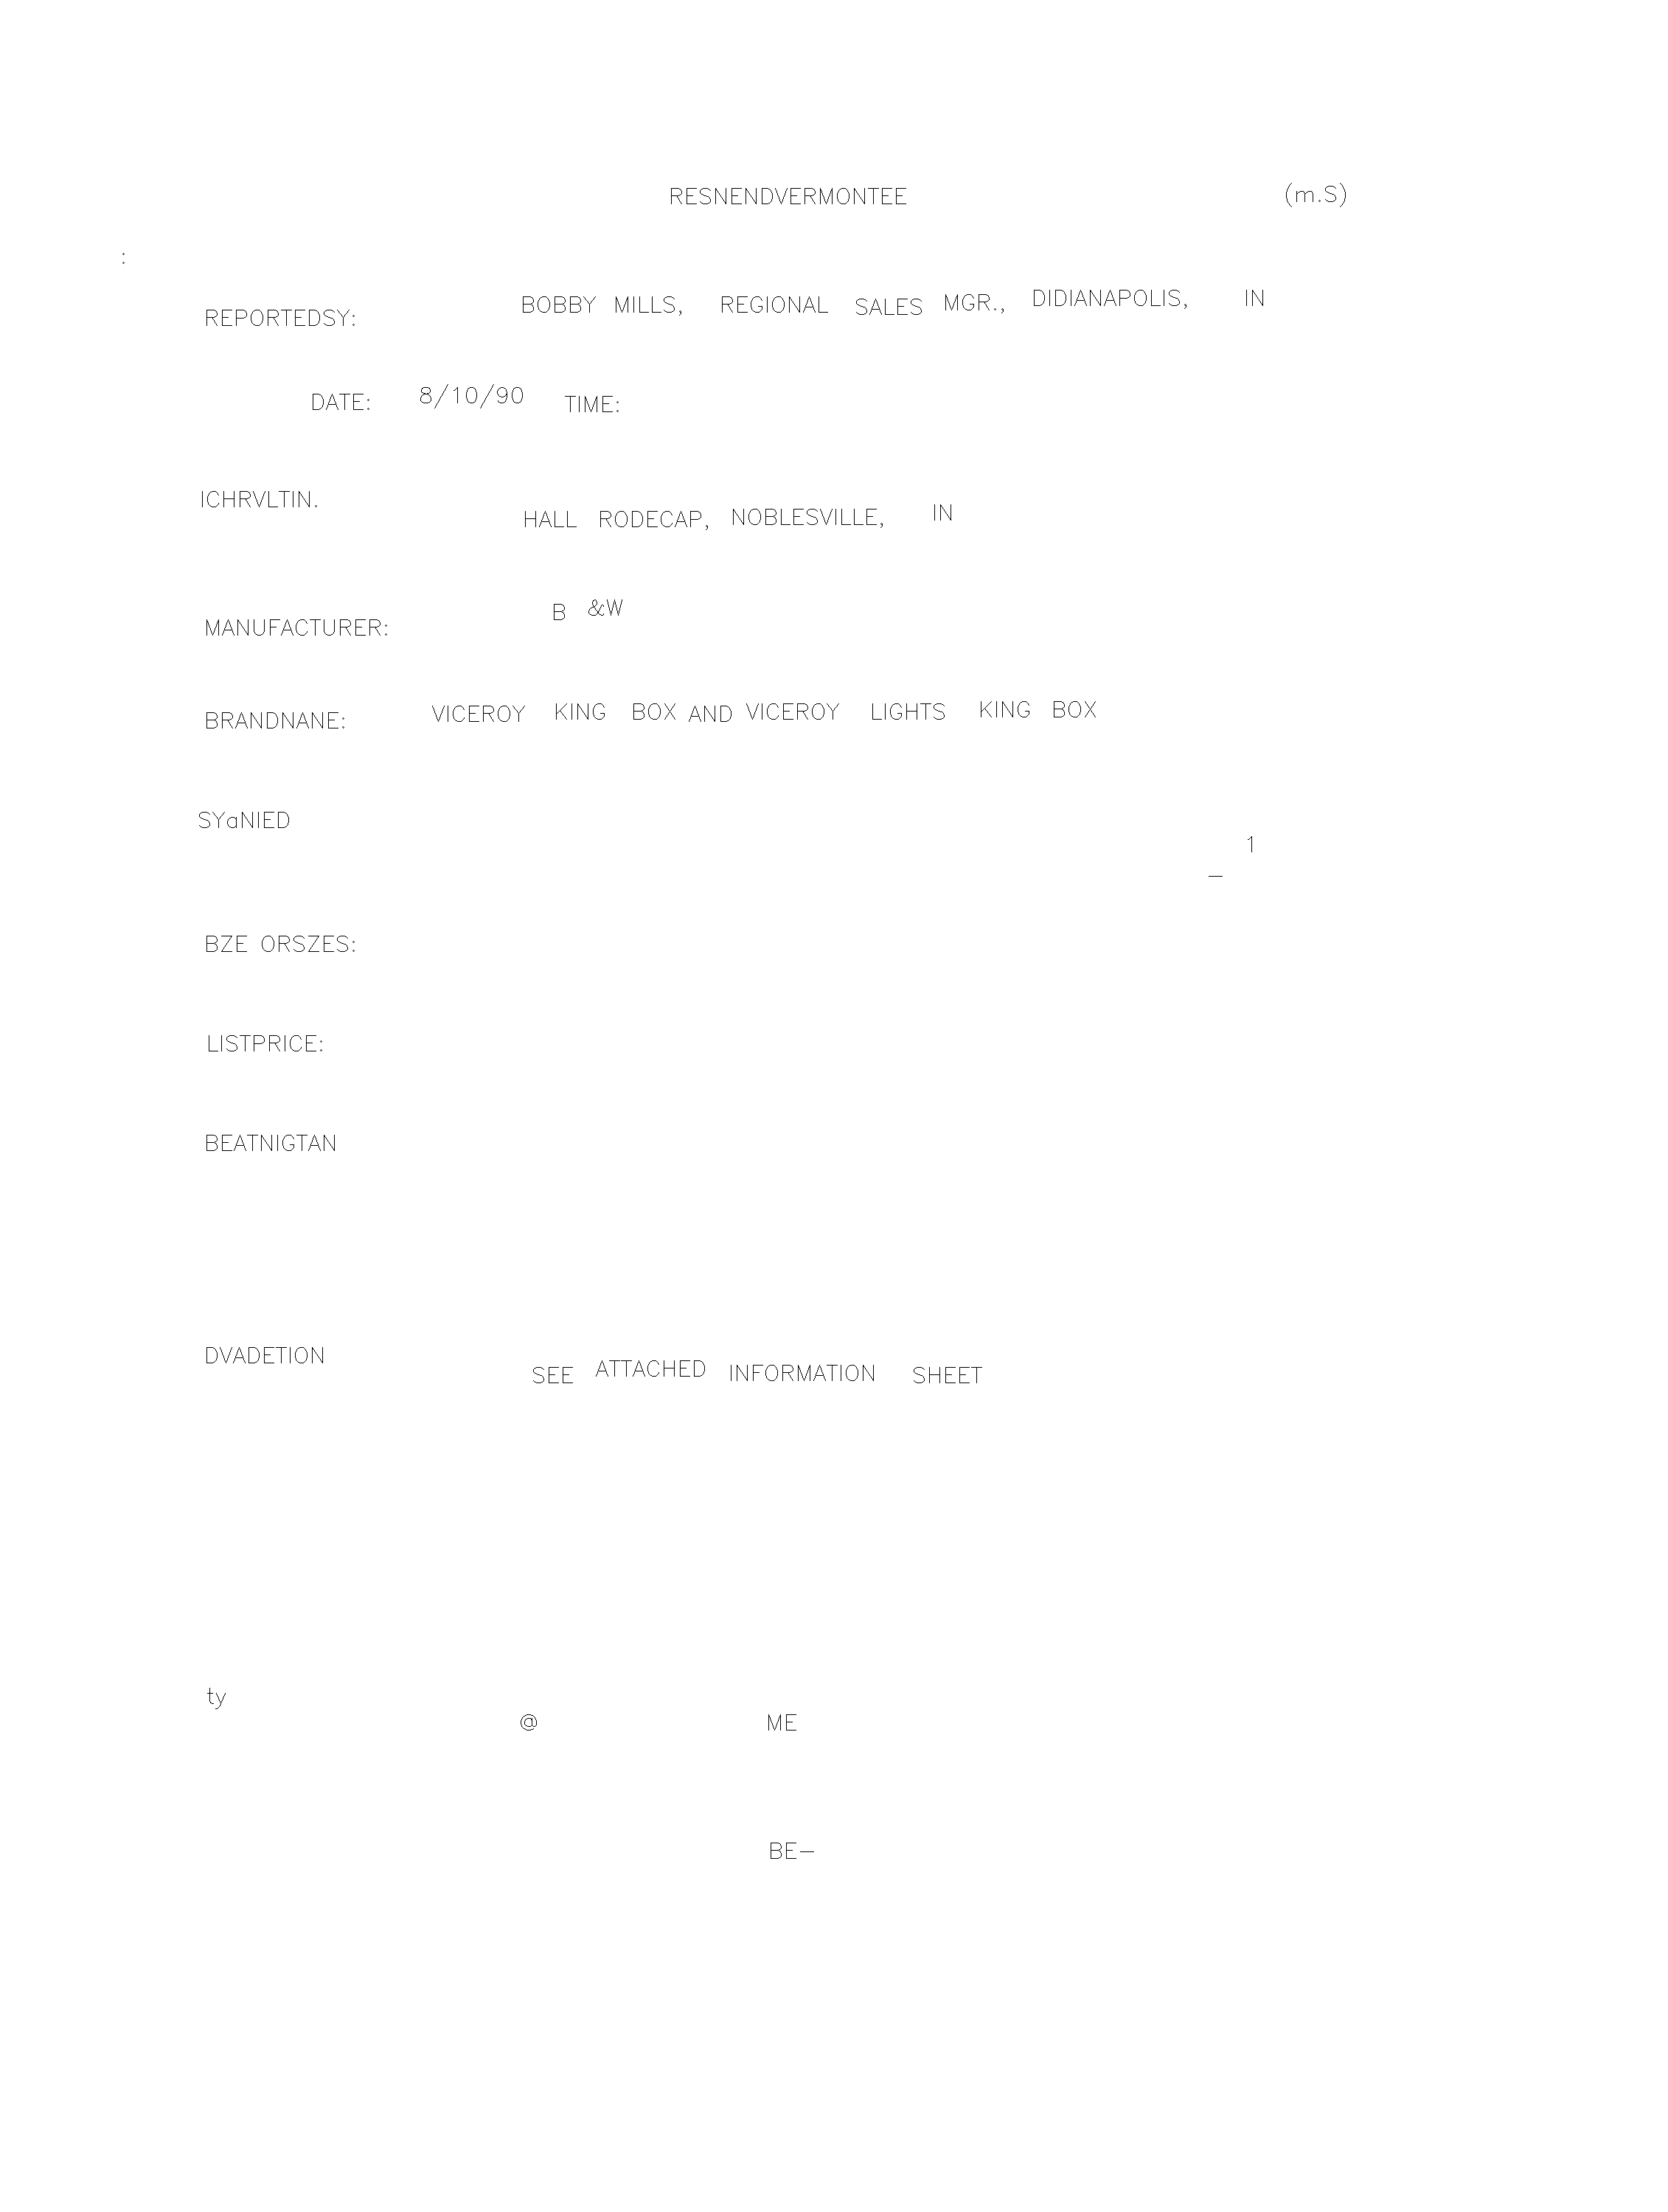 RESNENDVERMONTEE (m.S)
:
REPORTEDSY: BOBBY MILLS, REGIONAL SALES MGR., DIDIANAPOLIS, IN
DATE: 8/10/90 TIME:
ICHRVLTIN. HALL RODECAP, NOBLESVILLE, IN
MANUFACTURER: B &W
BRANDNANE: VICEROY KING BOX AND VICEROY LIGHTS KING BOX
SYaNIED
1
_
BZE ORSZES:
LISTPRICE:
BEATNIGTAN
DVADETION SEE ATTACHED INFORMATION SHEET
ty
@ ME
BE-